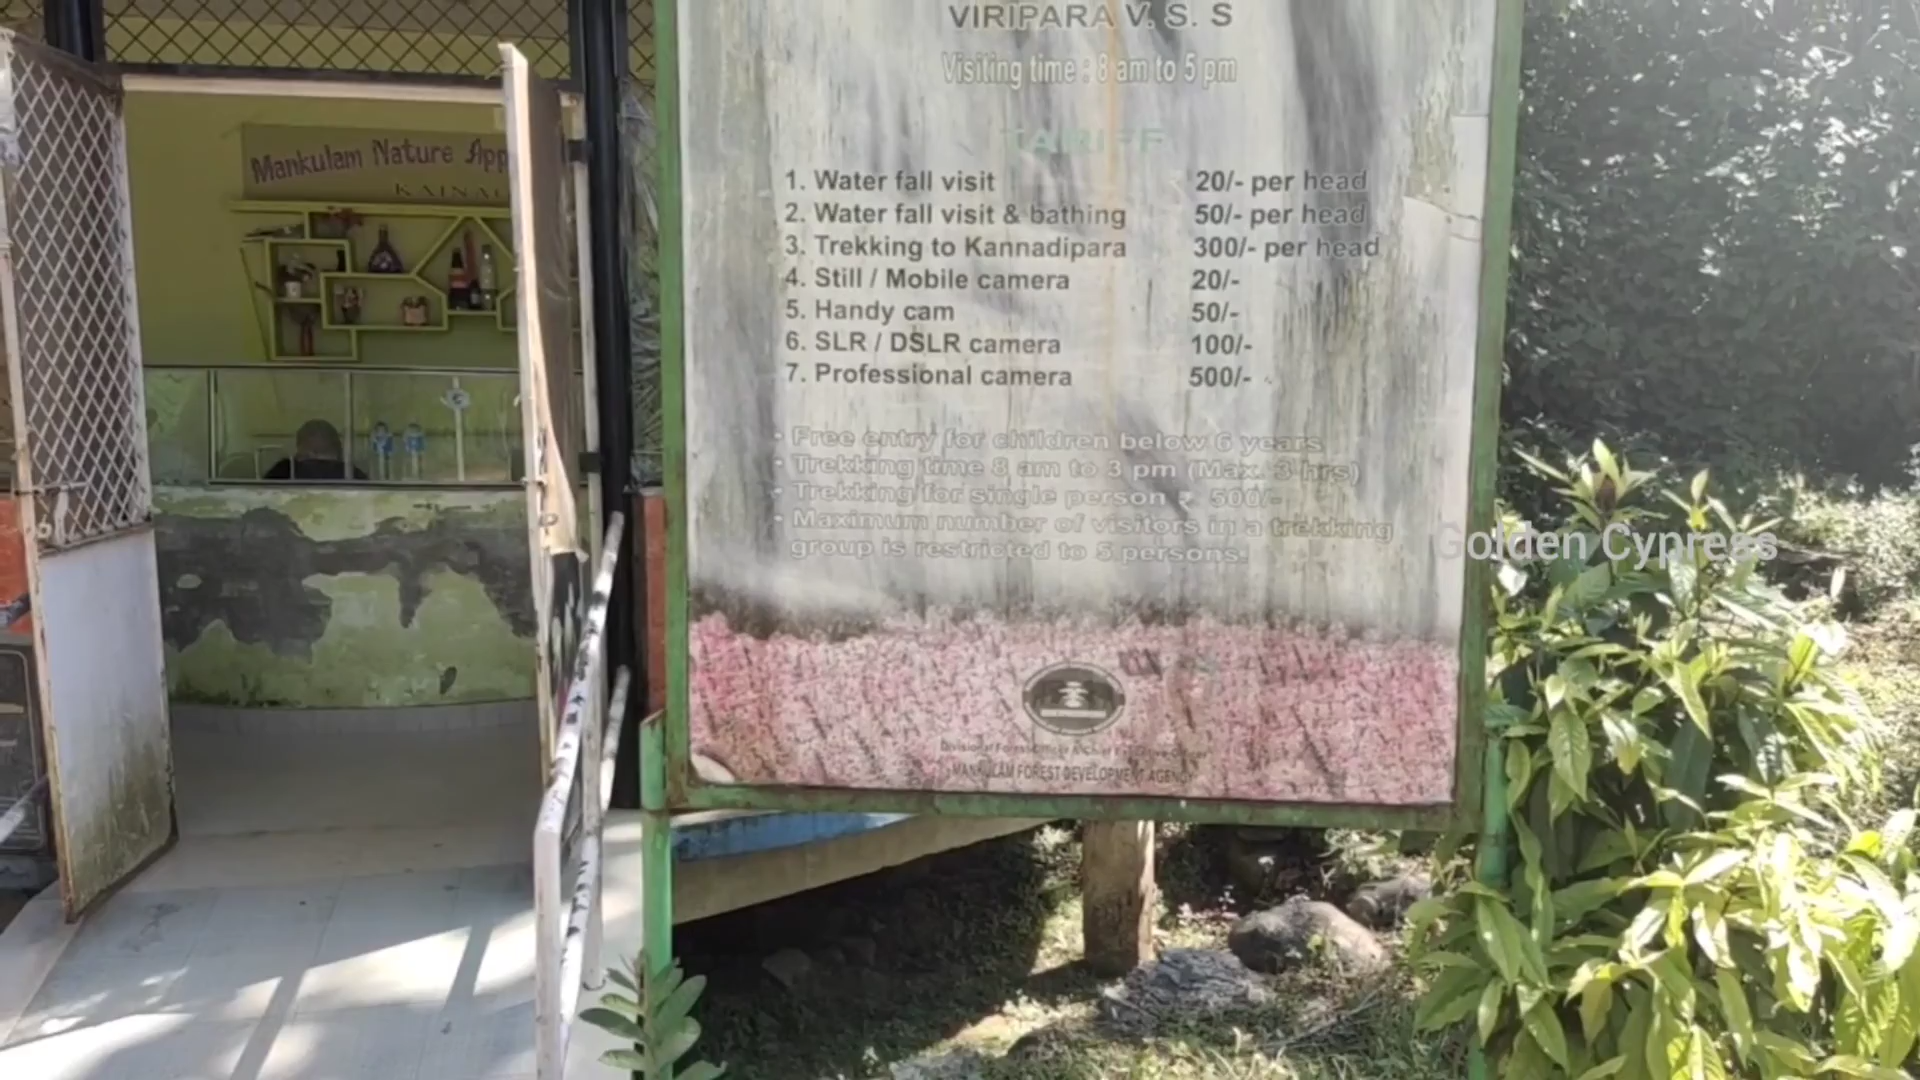 VIRIPARA V. S. S
Visiting time : 8 am to 5 pm
TARIFF
1. Water fall visit 20/- per head
2. Water fall visit & bathing 50/- per head
3. Trekking to Kannadipara 300/- per head
4. Still / Mobile camera 20/-
5. Handy cam 50/-
6. SLR / DSLR camera 100/-
7. Professional camera 500/-
• Free entry for children below 6 years
• Trekking time 8 am to 3 pm (Max. 3 hrs)
• Trekking for single person ₹ 500/-
• Maximum number of visitors in a trekking
group is restricted to 5 persons.
MANKULAM FOREST DEVELOPMENT AGENCY
Mankulam Nature App
Golden Cypress